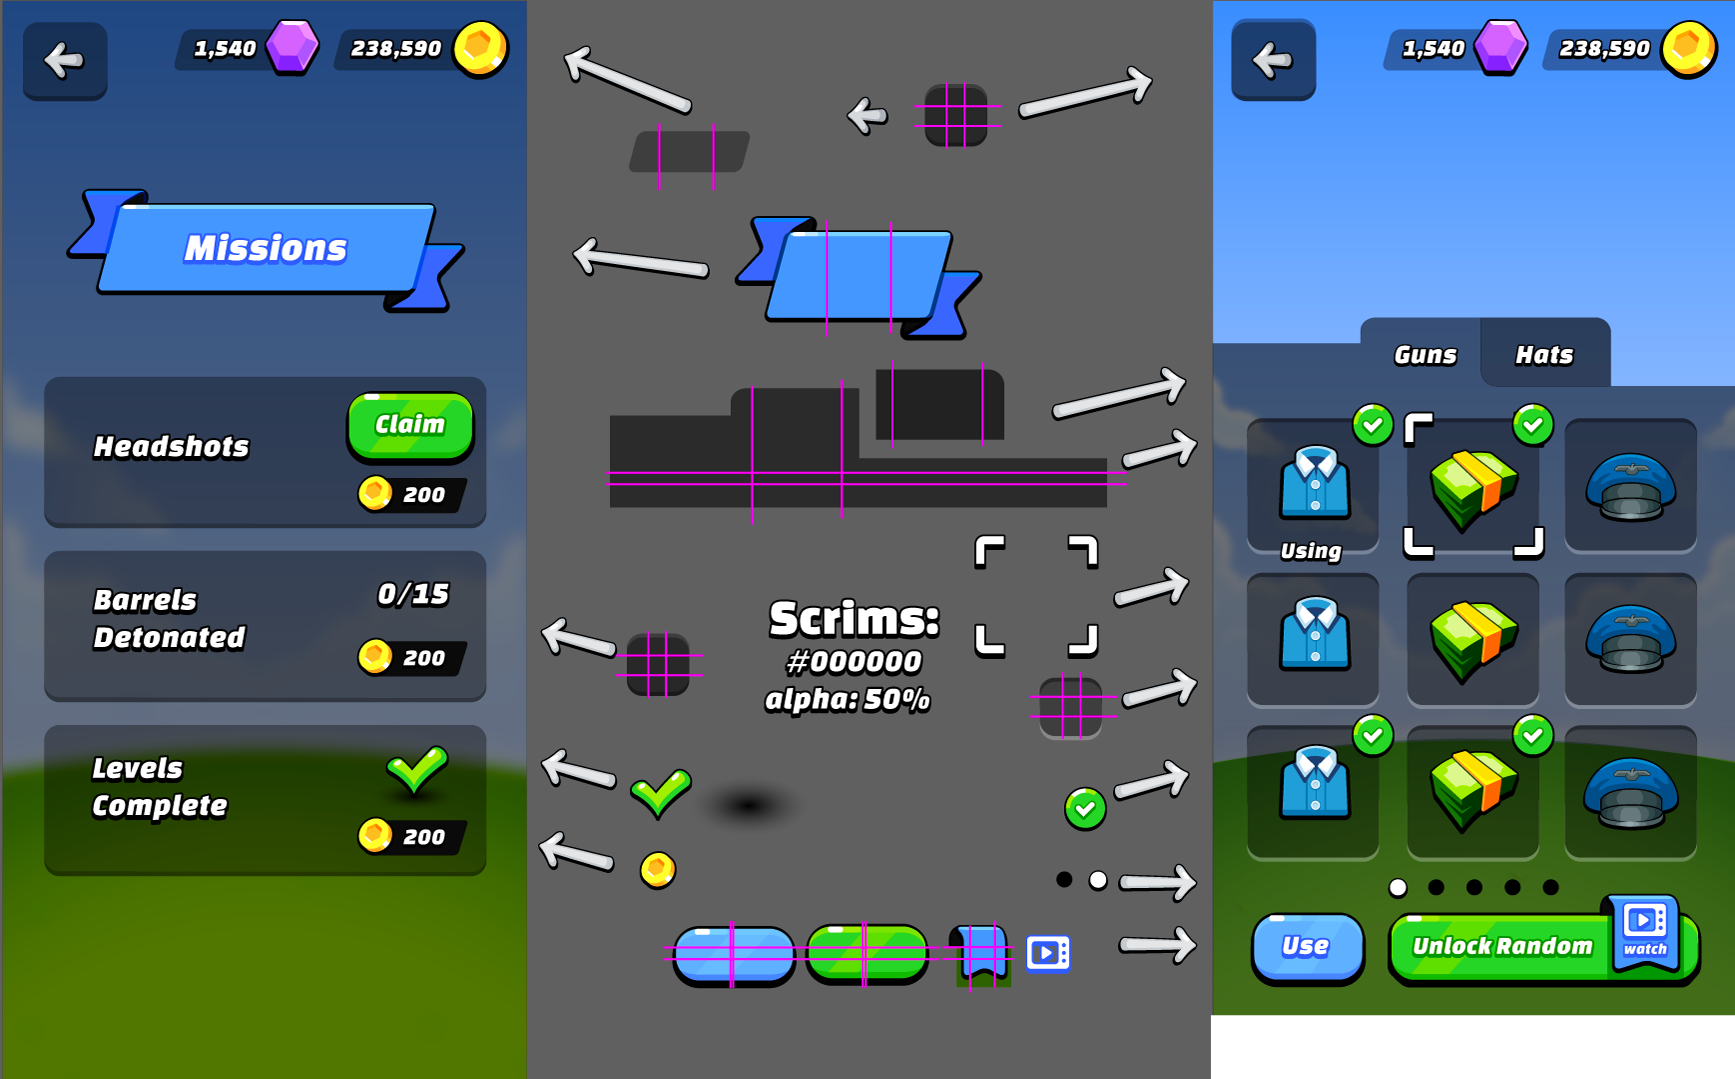 1,540
238,590
Missions
Headshots
Claim
200
Barrels
Detonated
0/15
200
Levels
Complete
200
Scrims:
#000000
alpha: 50%
1,540
238,590
Guns
Hats
Using
Use
Unlock Random
watch